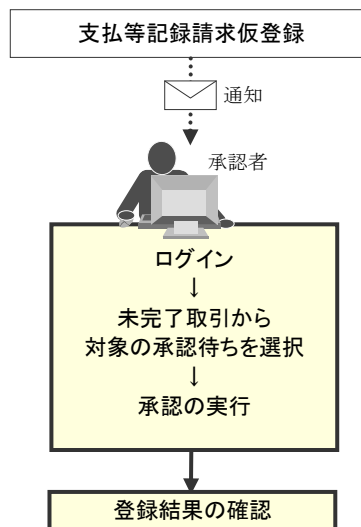 支払等記録請求仮登録
通知
承認者
ログイン
↓
未完了取引から
対象の承認待ちを選択
↓
承認の実行
登録結果の確認